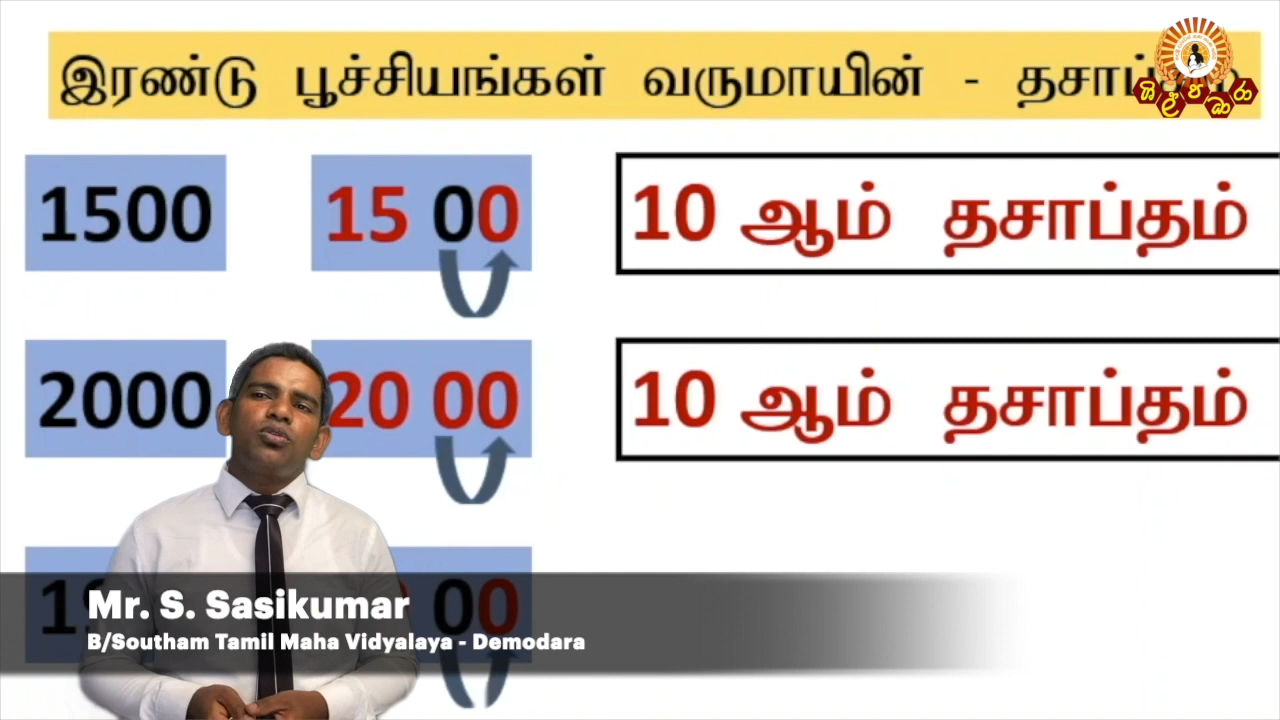 இரண்டு பூச்சியங்கள் வருமாயின் -
1500 15 00 10 ஆம் தசாப்தம்
2000 20 00 10 ஆம் தசாப்தம்
00
Mr. S. Sasikumar
B/Southam Tamil Maha Vidyalaya - Demodara